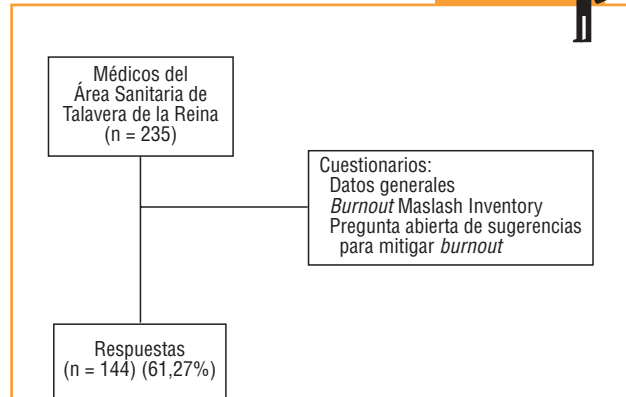 Médicos del
Área Sanitaria de
Talavera de la Reina
(n = 235)
Cuestionarios:
Datos generales
Burnout Maslash Inventory
Pregunta abierta de sugerencias
para mitigar burnout
Respuestas
(n = 144) (61,27%)